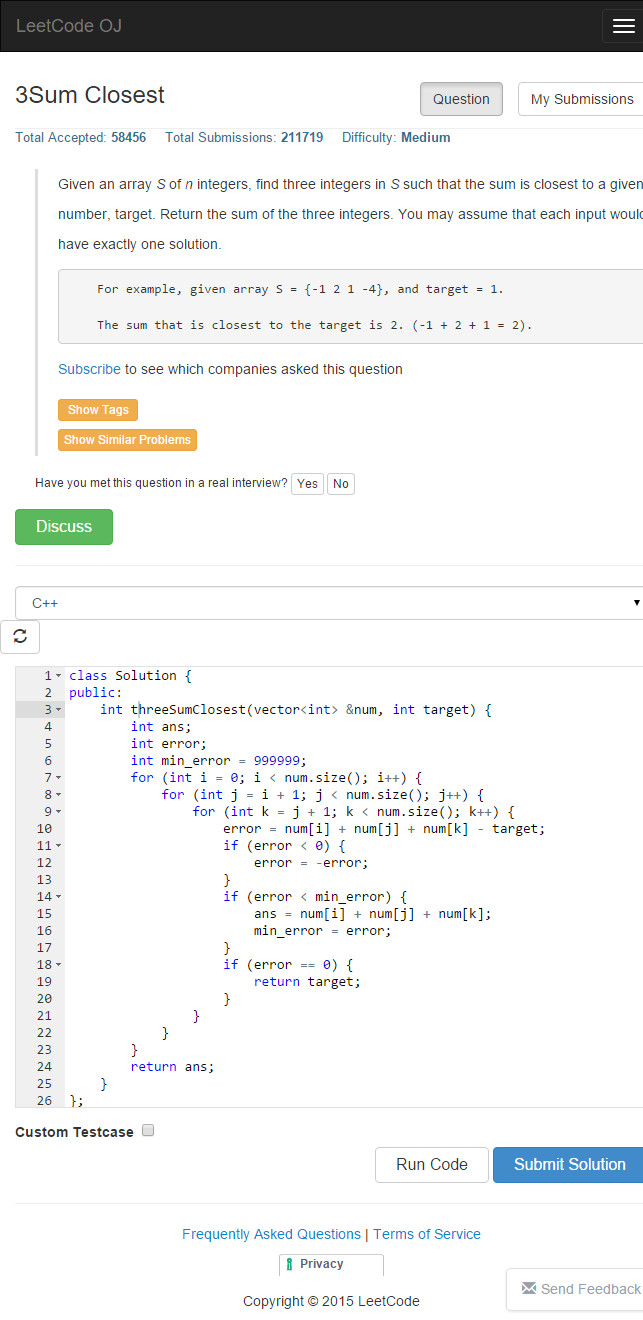 LeetCode OJ
3Sum Closest
Question
My Submissions
Total Accepted: 58456 Total Submissions: 211719 Difficulty: Medium
Given an array S of n integers, find three integers in S such that the sum is closest to a given
number, target. Return the sum of the three integers. You may assume that each input would
have exactly one solution.
For example, given array S = {-1 2 1 -4}, and target = 1.
The sum that is closest to the target is 2. (-1 + 2 + 1 = 2).
Subscribe to see which companies asked this question
Show Tags
Show Similar Problems
Have you met this question in a real interview? Yes No
Discuss
C++
1 class Solution {
2 public:
3     int threeSumClosest(vector<int> &num, int target) {
4         int ans;
5         int error;
6         int min_error = 999999;
7         for (int i = 0; i < num.size(); i++) {
8             for (int j = i + 1; j < num.size(); j++) {
9                 for (int k = j + 1; k < num.size(); k++) {
10                     error = num[i] + num[j] + num[k] - target;
11                     if (error < 0) {
12                         error = -error;
13                     }
14                     if (error < min_error) {
15                         ans = num[i] + num[j] + num[k];
16                         min_error = error;
17                     }
18                     if (error == 0) {
19                         return target;
20                     }
21                 }
22             }
23         }
24         return ans;
25     }
26 };
Custom Testcase
Run Code
Submit Solution
Frequently Asked Questions | Terms of Service
Privacy
Send Feedback
Copyright © 2015 LeetCode